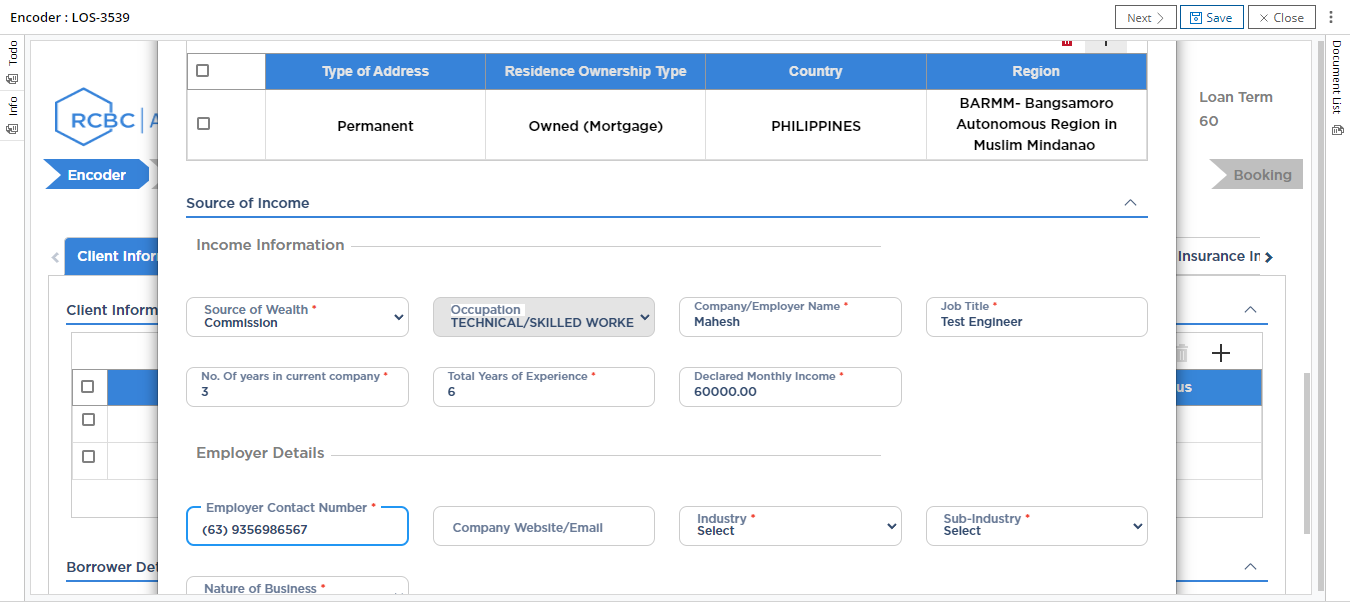 Encoder : LOS-3539
Next
Save
Close
Todo
Info
Document List
RCBC
Loan Term
60
Encoder
Booking
Client Infor
Insurance In
Client Inform
us
Borrower Det
Type of Address
Residence Ownership Type
Country
Region
Permanent
Owned (Mortgage)
PHILIPPINES
BARMM- Bangsamoro
Autonomous Region in
Muslim Mindanao
Source of Income
Income Information
Source of Wealth *
Commission
Occupation
TECHNICAL/SKILLED WORKE
Company/Employer Name *
Mahesh
Job Title *
Test Engineer
No. Of years in current company *
3
Total Years of Experience *
6
Declared Monthly Income *
60000.00
Employer Details
Employer Contact Number *
(63) 9356986567
Company Website/Email
Industry *
Select
Sub-Industry *
Select
Nature of Business *